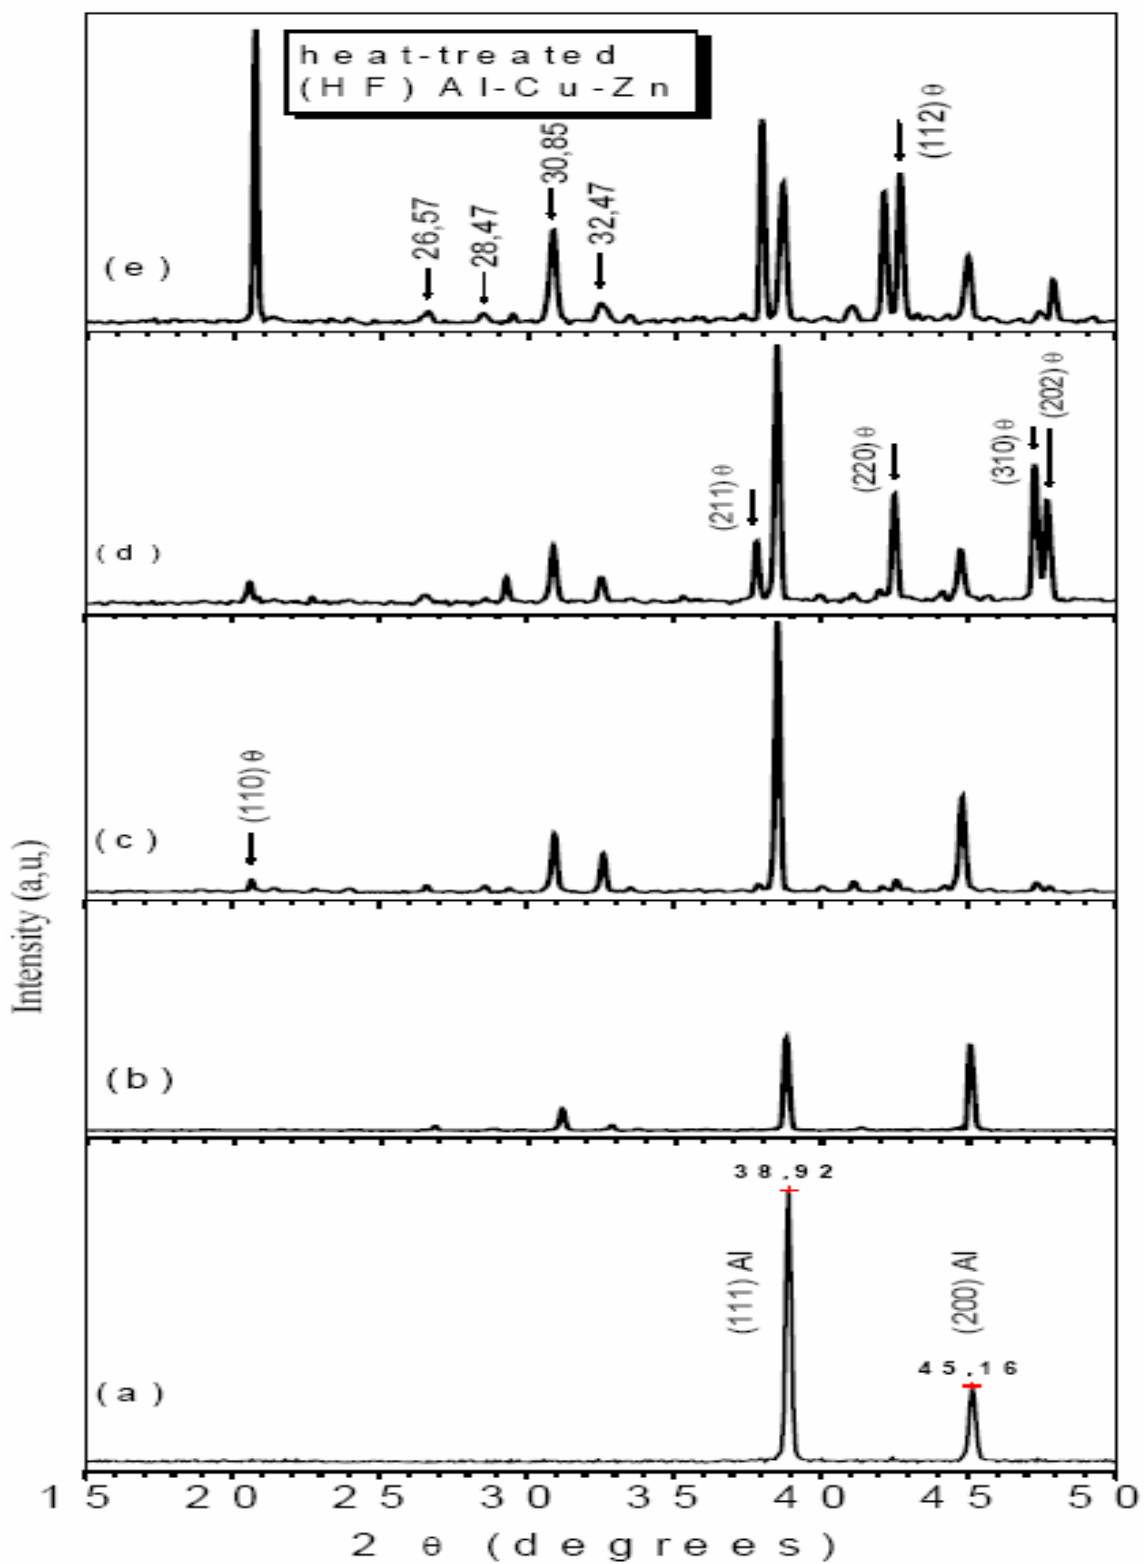 heat-treated
(HF) Al-Cu-Zn
(e)
26,57
28,47
30,85
32,47
(112) θ
(d)
(211) θ
(220) θ
(310) θ
(202) θ
(c)
(110) θ
(b)
(a)
38.92
(111) Al
45.16
(200) Al
Intensity (a,u,)
15 20 25 30 35 40 45 50
2 θ (degrees)